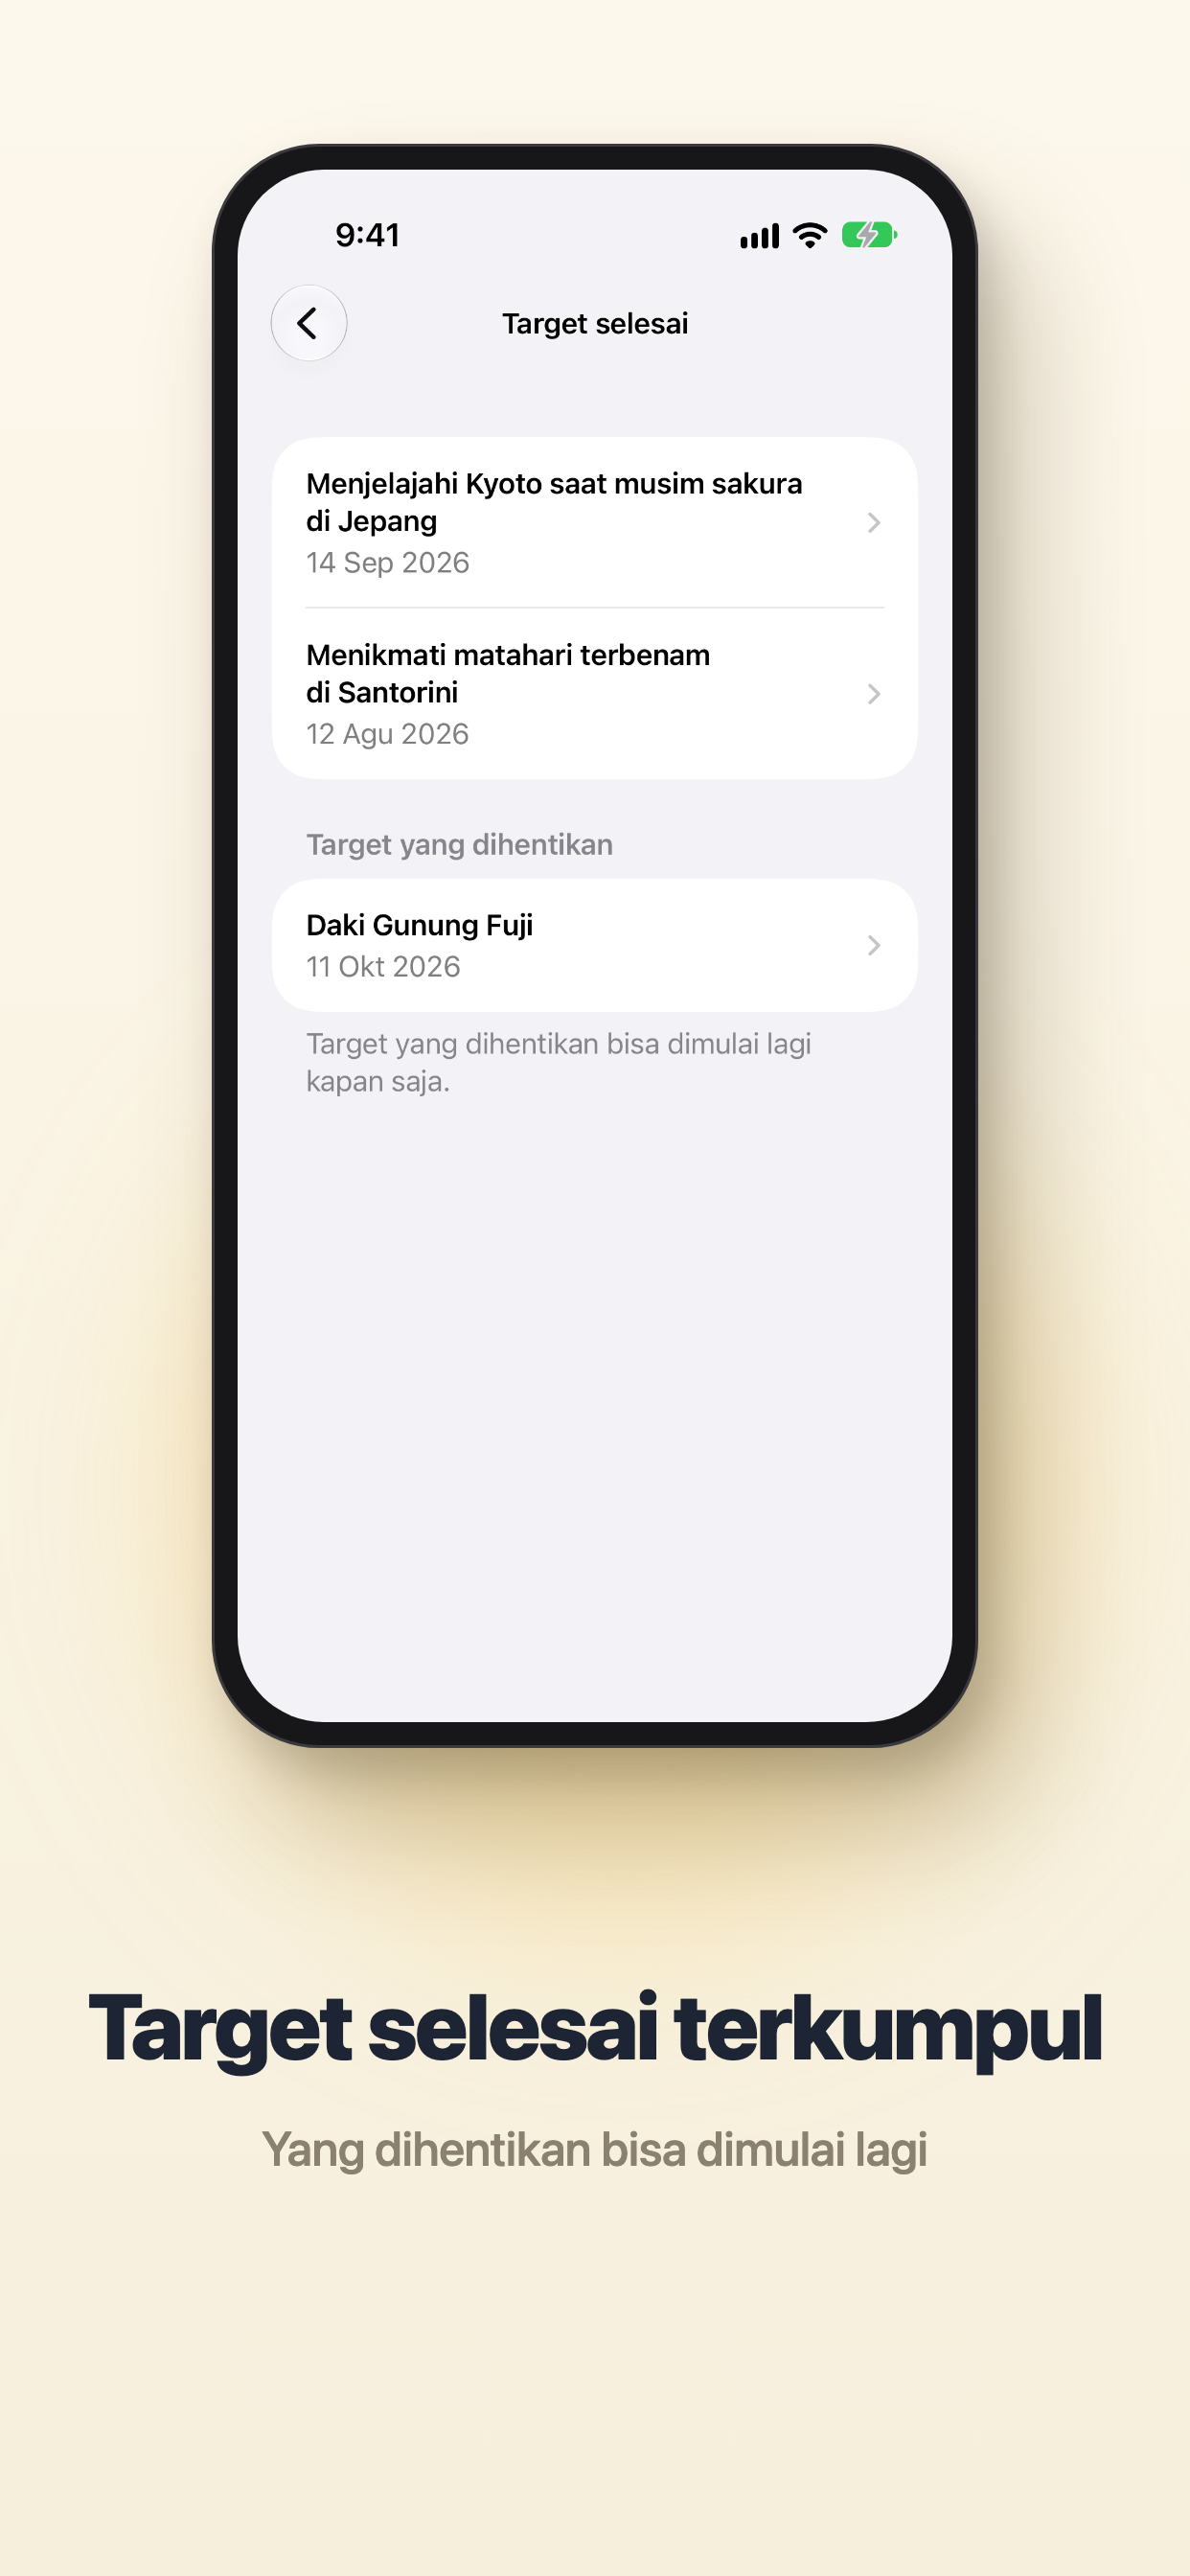 9:41
Target selesai
Menjelajahi Kyoto saat musim sakura
di Jepang
14 Sep 2026
Menikmati matahari terbenam
di Santorini
12 Agu 2026
Target yang dihentikan
Daki Gunung Fuji
11 Okt 2026
Target yang dihentikan bisa dimulai lagi
kapan saja.
Target selesai terkumpul
Yang dihentikan bisa dimulai lagi